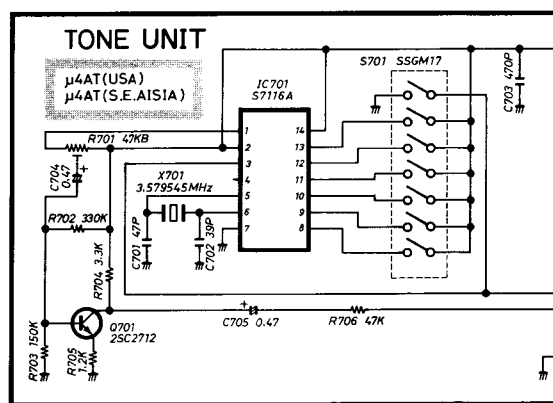 TONE UNIT
µ4AT(USA)
µ4AT(S.E.AISIA)
IC701
S7116A
S701 SSGM17
C703 470P
R701 47KB
C704
0.47
+
X701
3.579545MHz
1
2
3
4
5
6
7
14
13
12
11
10
9
8
R702 330K
C701 47P
C702 39P
R704 3.3K
+
C705 0.47
R706 47K
Q701
2SC2712
R703 150K
R705
1.2K